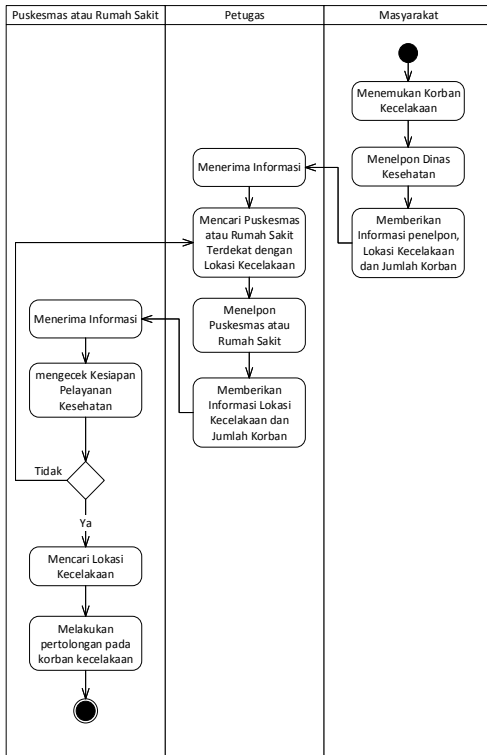 Puskesmas atau Rumah Sakit
Petugas
Masyarakat
Menemukan Korban
Kecelakaan
Menelpon Dinas
Kesehatan
Memberikan
Informasi penelpon,
Lokasi Kecelakaan
dan Jumlah Korban
Menerima Informasi
Mencari Puskesmas
atau Rumah Sakit
Terdekat dengan
Lokasi Kecelakaan
Menelpon
Puskesmas atau
Rumah Sakit
Memberikan
Informasi Lokasi
Kecelakaan dan
Jumlah Korban
Menerima Informasi
mengecek Kesiapan
Pelayanan
Kesehatan
Tidak
Ya
Mencari Lokasi
Kecelakaan
Melakukan
pertolongan pada
korban kecelakaan